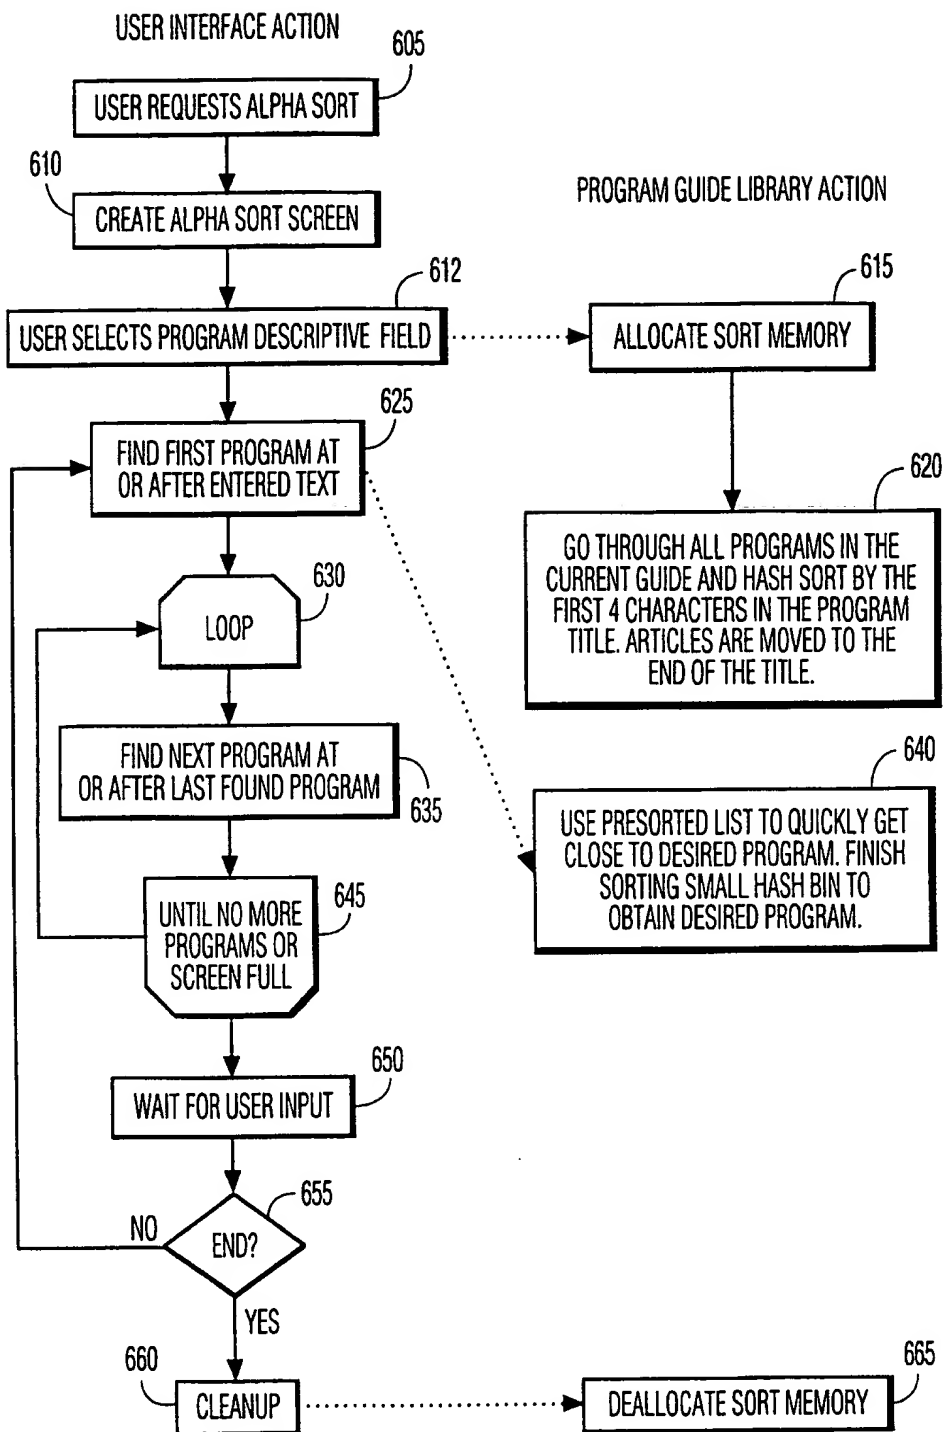 USER INTERFACE ACTION
605
USER REQUESTS ALPHA SORT
610
CREATE ALPHA SORT SCREEN
PROGRAM GUIDE LIBRARY ACTION
612
USER SELECTS PROGRAM DESCRIPTIVE FIELD
615
ALLOCATE SORT MEMORY
625
FIND FIRST PROGRAM AT
OR AFTER ENTERED TEXT
620
GO THROUGH ALL PROGRAMS IN THE
CURRENT GUIDE AND HASH SORT BY THE
FIRST 4 CHARACTERS IN THE PROGRAM
TITLE. ARTICLES ARE MOVED TO THE
END OF THE TITLE.
630
LOOP
FIND NEXT PROGRAM AT
OR AFTER LAST FOUND PROGRAM
635
640
USE PRESORTED LIST TO QUICKLY GET
CLOSE TO DESIRED PROGRAM. FINISH
SORTING SMALL HASH BIN TO
OBTAIN DESIRED PROGRAM.
645
UNTIL NO MORE
PROGRAMS OR
SCREEN FULL
650
WAIT FOR USER INPUT
655
NO
END?
YES
660
CLEANUP
665
DEALLOCATE SORT MEMORY